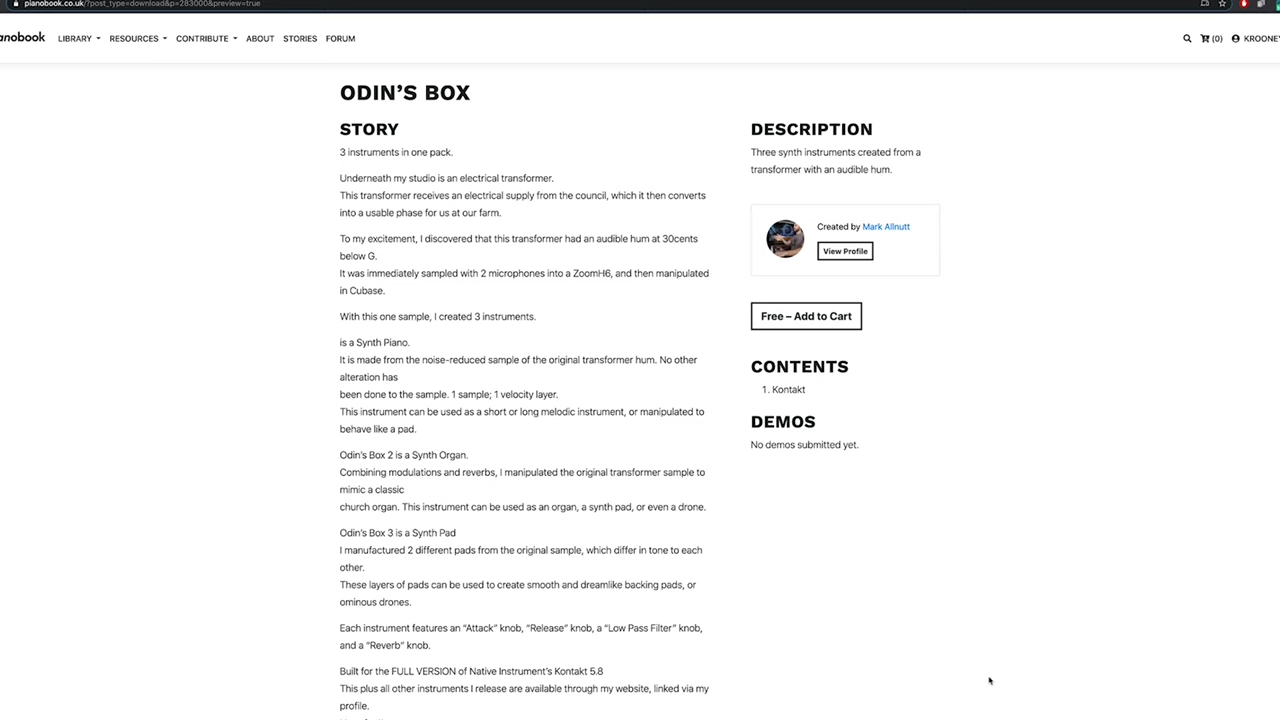 pianobook.co.uk/?post_type=download&p=283000&preview=true
anobook
LIBRARY
RESOURCES
CONTRIBUTE
ABOUT
STORIES
FORUM
(0)
KROONEY
ODIN'S BOX
STORY
3 instruments in one pack.
Underneath my studio is an electrical transformer.
This transformer receives an electrical supply from the council, which it then converts
into a usable phase for us at our farm.
To my excitement, I discovered that this transformer had an audible hum at 30cents
below G.
It was immediately sampled with 2 microphones into a ZoomH6, and then manipulated
in Cubase.
With this one sample, I created 3 instruments.
is a Synth Piano.
It is made from the noise-reduced sample of the original transformer hum. No other
alteration has
been done to the sample. 1 sample; 1 velocity layer.
This instrument can be used as a short or long melodic instrument, or manipulated to
behave like a pad.
Odin's Box 2 is a Synth Organ.
Combining modulations and reverbs, I manipulated the original transformer sample to
mimic a classic
church organ. This instrument can be used as an organ, a synth pad, or even a drone.
Odin's Box 3 is a Synth Pad
I manufactured 2 different pads from the original sample, which differ in tone to each
other.
These layers of pads can be used to create smooth and dreamlike backing pads, or
ominous drones.
Each instrument features an “Attack” knob, “Release” knob, a “Low Pass Filter” knob,
and a “Reverb” knob.
Built for the FULL VERSION of Native Instrument's Kontakt 5.8
This plus all other instruments I release are available through my website, linked via my
profile.
DESCRIPTION
Three synth instruments created from a
transformer with an audible hum.
Created by Mark Allnutt
View Profile
Free – Add to Cart
CONTENTS
1. Kontakt
DEMOS
No demos submitted yet.